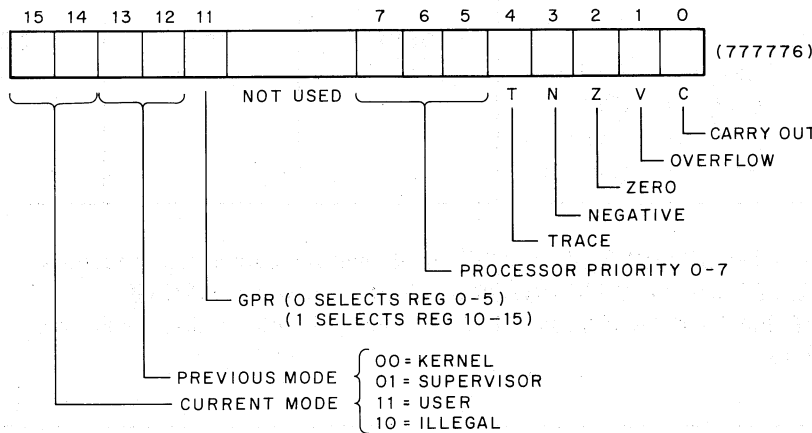 15 14 13 12 11 7 6 5 4 3 2 1 0
(777776)
NOT USED T N Z V C
CARRY OUT
OVERFLOW
ZERO
NEGATIVE
TRACE
PROCESSOR PRIORITY 0-7
GPR (0 SELECTS REG 0-5)
(1 SELECTS REG 10-15)
00 = KERNEL
PREVIOUS MODE 01 = SUPERVISOR
CURRENT MODE 11 = USER
10 = ILLEGAL